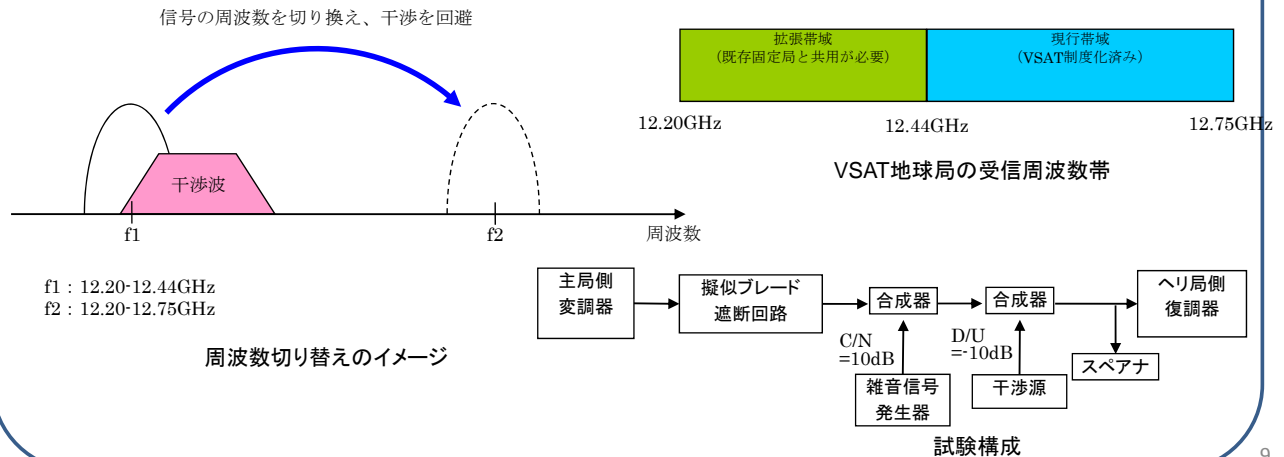 信号の周波数を切り換え、干渉を回避
干渉波
f1
f2
周波数
f1：12.20-12.44GHz
f2：12.20-12.75GHz
周波数切り替えのイメージ
拡張帯域
（既存固定局と共用が必要）
現行帯域
（VSAT制度化済み）
12.20GHz
12.44GHz
12.75GHz
VSAT地球局の受信周波数帯
主局側
変調器
擬似ブレード
遮断回路
合成器
合成器
ヘリ局側
復調器
C/N
=10dB
D/U
=-10dB
スペアナ
雑音信号
発生器
干渉源
試験構成
9